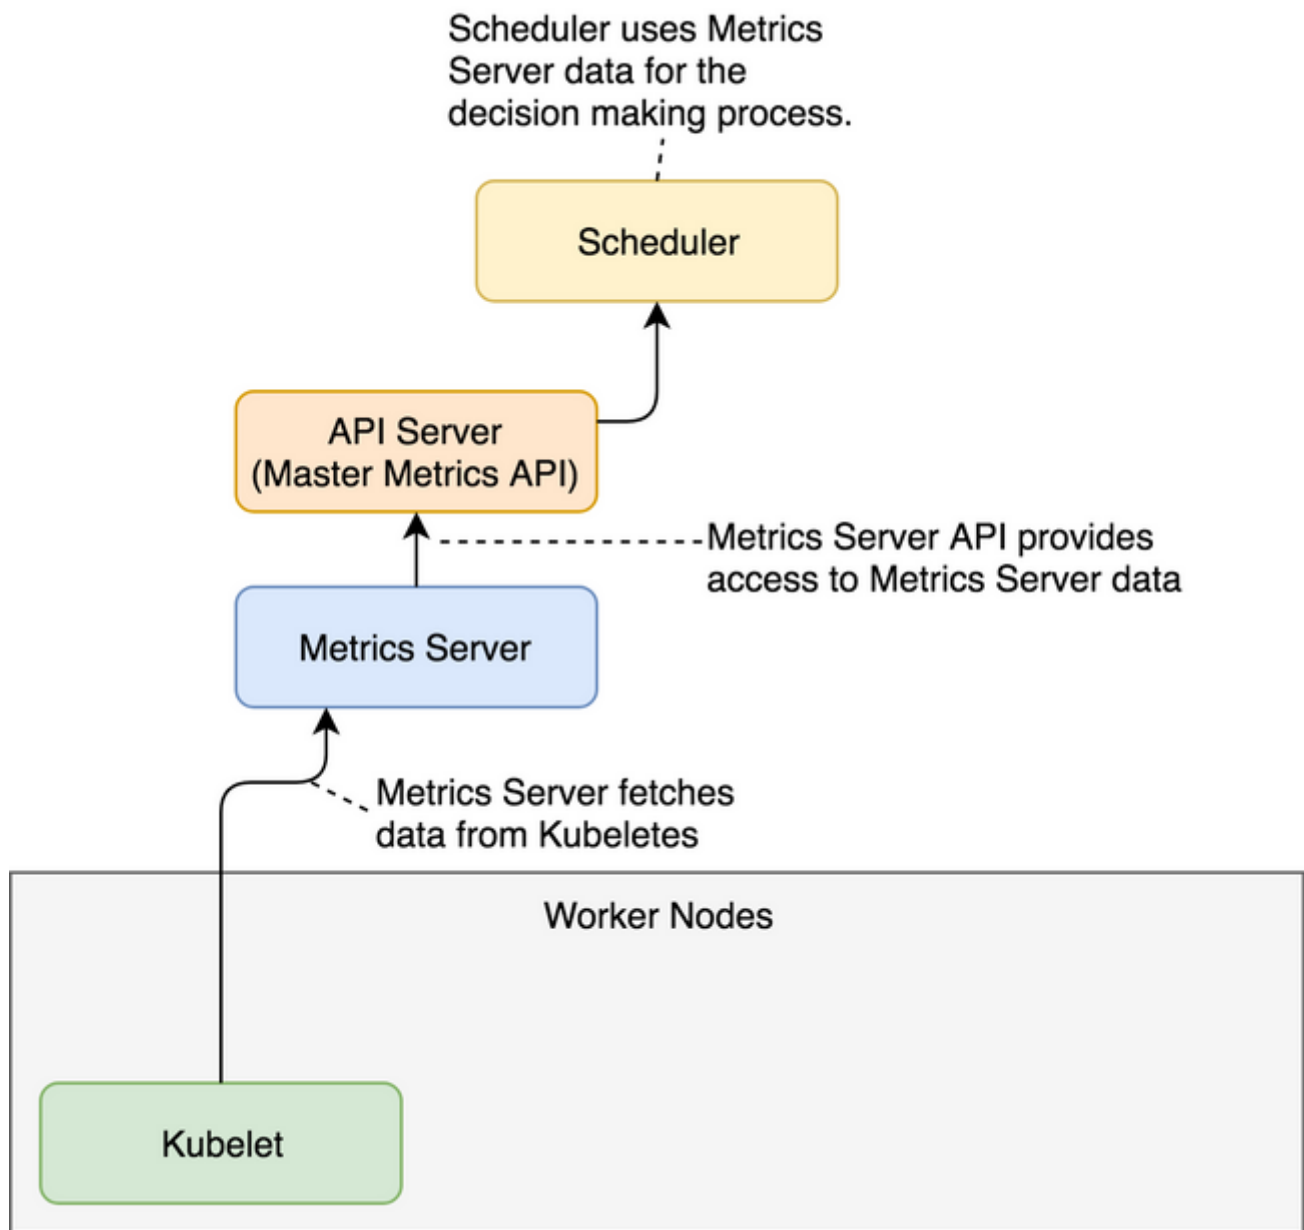 Scheduler uses Metrics
Server data for the
decision making process.
Scheduler
API Server
(Master Metrics API)
Metrics Server API provides
access to Metrics Server data
Metrics Server
Metrics Server fetches
data from Kubeletes
Worker Nodes
Kubelet